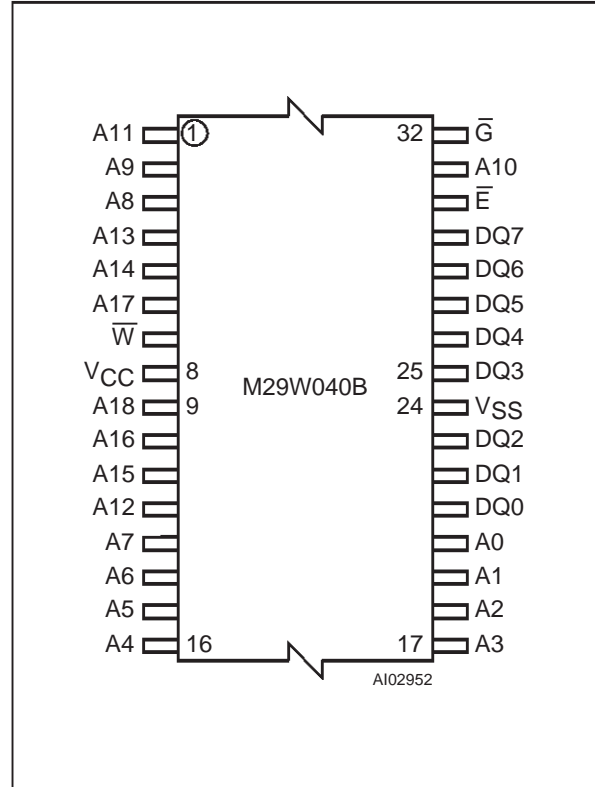 A11 1 32 G̅
A9 A10
A8 E̅
A13 DQ7
A14 DQ6
A17 DQ5
W̅ DQ4
VCC 8 25 DQ3
M29W040B
A18 9 24 VSS
A16 DQ2
A15 DQ1
A12 DQ0
A7 A0
A6 A1
A5 A2
A4 16 17 A3
AI02952